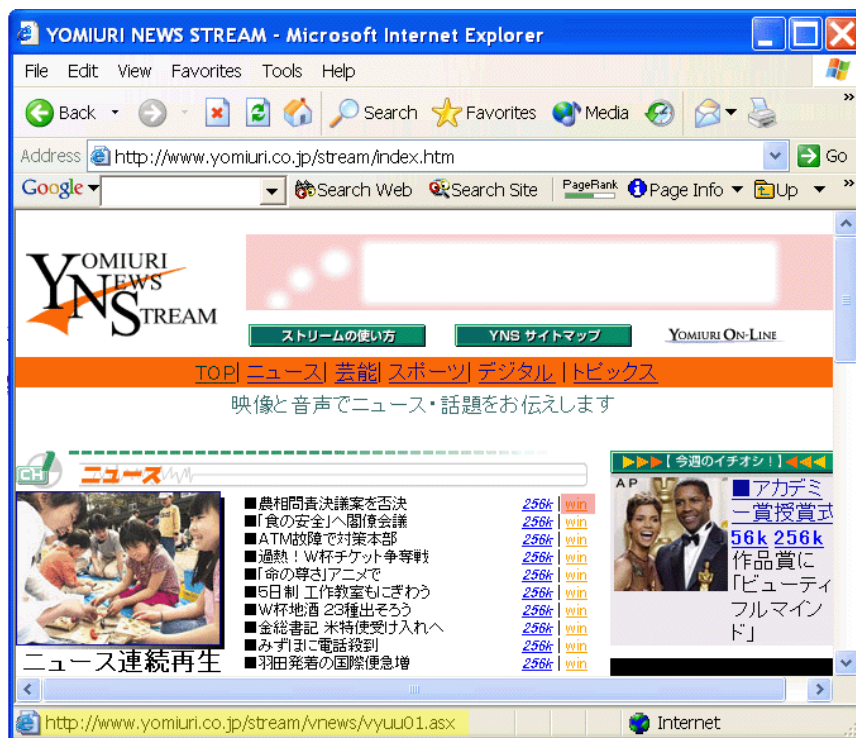 YOMIURI NEWS STREAM - Microsoft Internet Explorer
File Edit View Favorites Tools Help
Back Search Favorites Media
Address http://www.yomiuri.co.jp/stream/index.htm Go
Google Search Web Search Site PageRank Page Info Up
YOMIURI
NEWS
STREAM
ストリームの使い方 YNS サイトマップ YOMIURI ON-LINE
TOP| ニュース| 芸能| スポーツ| デジタル | トピックス
映像と音声でニュース・話題をお伝えします
CH ニュース
■農相問責決議案を否決 256k | win
■「食の安全」へ閣僚会議 256k | win
■ATM故障で対策本部 256k | win
■過熱！W杯チケット争奪戦 256k | win
■「命の尊さ」アニメで 256k | win
■5日制 工作教室もにぎわう 256k | win
■W杯地酒 23種出そろう 256k | win
■金総書記 米特使受け入れへ 256k | win
■みずほに電話殺到 256k | win
■羽田発着の国際便急増 256k | win
ニュース連続再生
【今週のイチオシ！】
AP
■アカデミ
ー賞授賞式
56k 256k
作品賞に
「ビューティ
フルマイン
ド」
http://www.yomiuri.co.jp/stream/vnews/vyuu01.asx Internet